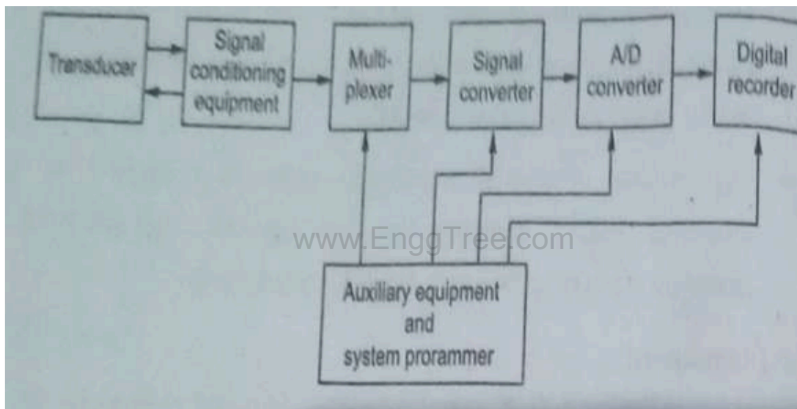 Transducer
Signal
conditioning
equipment
Multi-
plexer
Signal
converter
A/D
converter
Digital
recorder
www.EnggTree.com
Auxiliary equipment
and
system prorammer